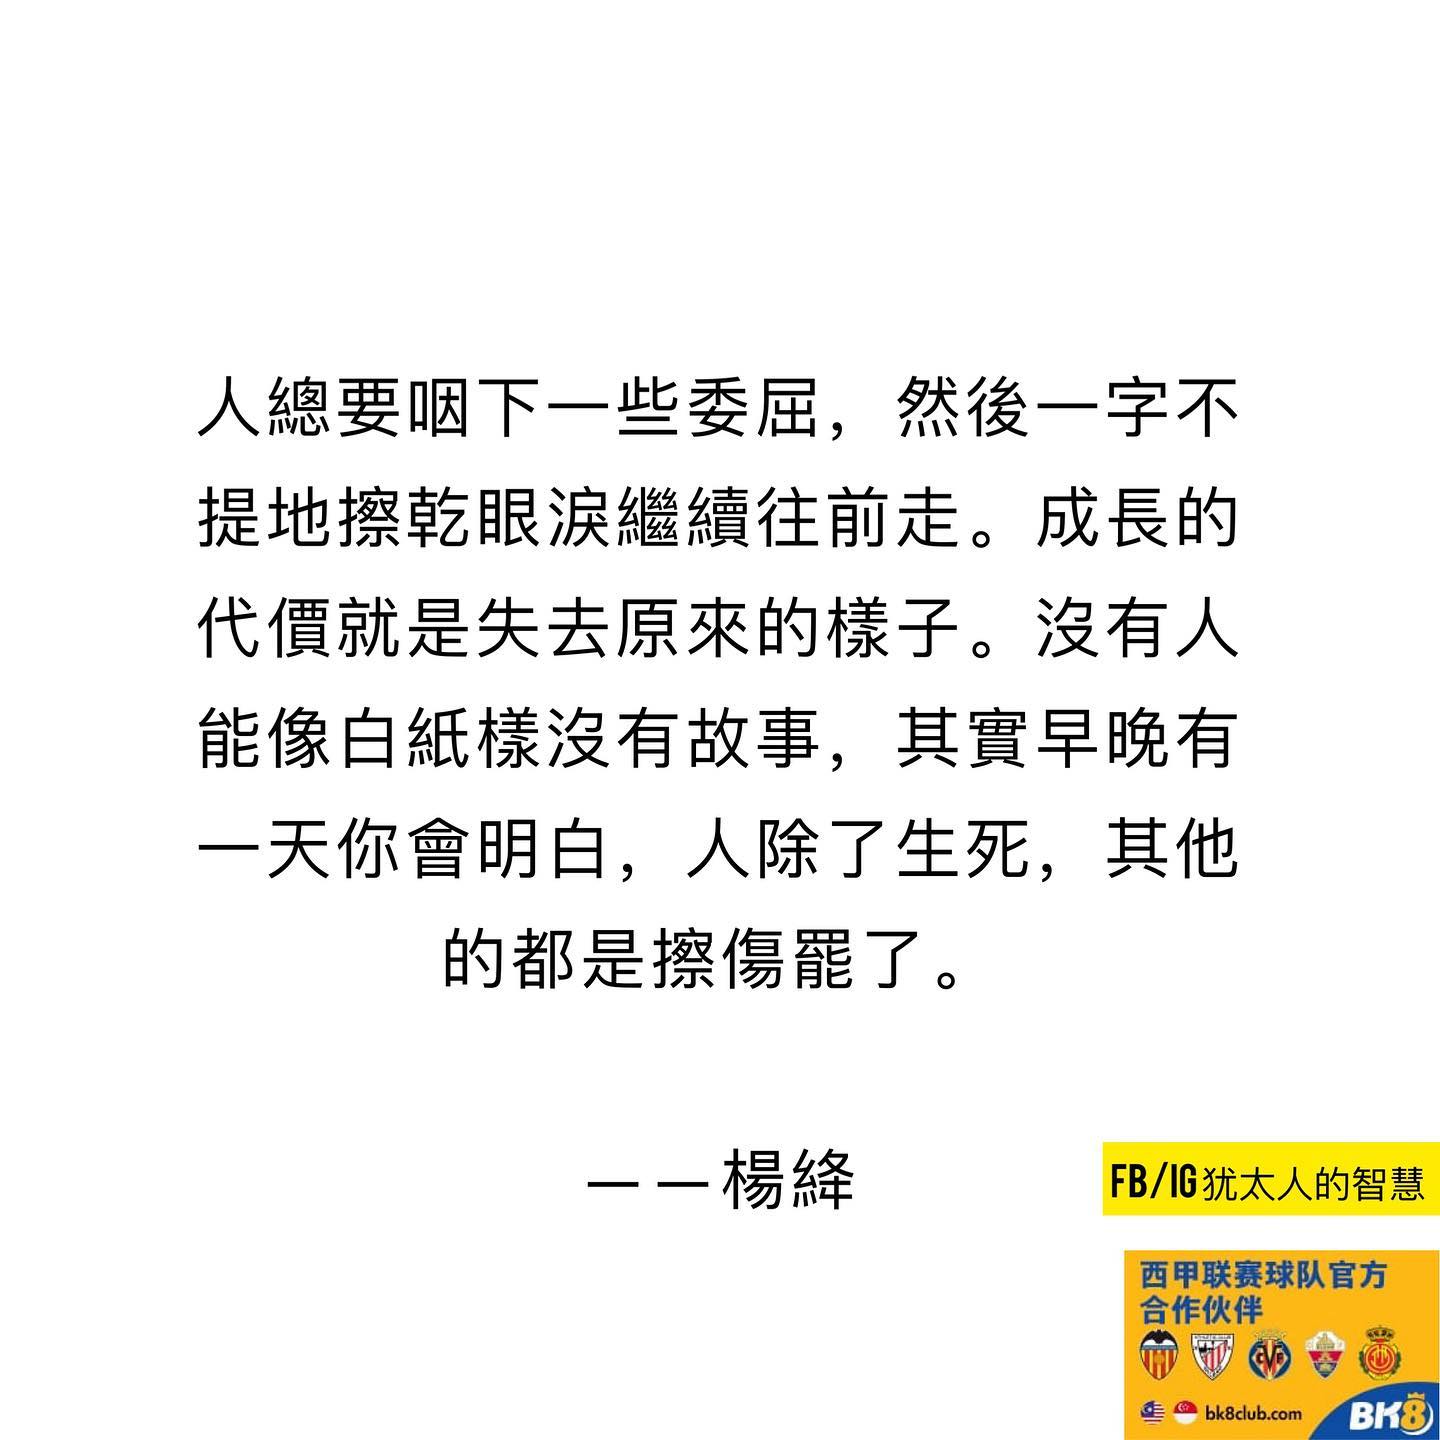 人總要咽下一些委屈，然後一字不
提地擦乾眼淚繼續往前走。成長的
代價就是失去原來的樣子。沒有人
能像白紙樣沒有故事，其實早晚有
一天你會明白，人除了生死，其他
的都是擦傷罷了。
——楊絳
FB/IG犹太人的智慧
西甲联赛球队官方
合作伙伴
bk8club.com
BK8